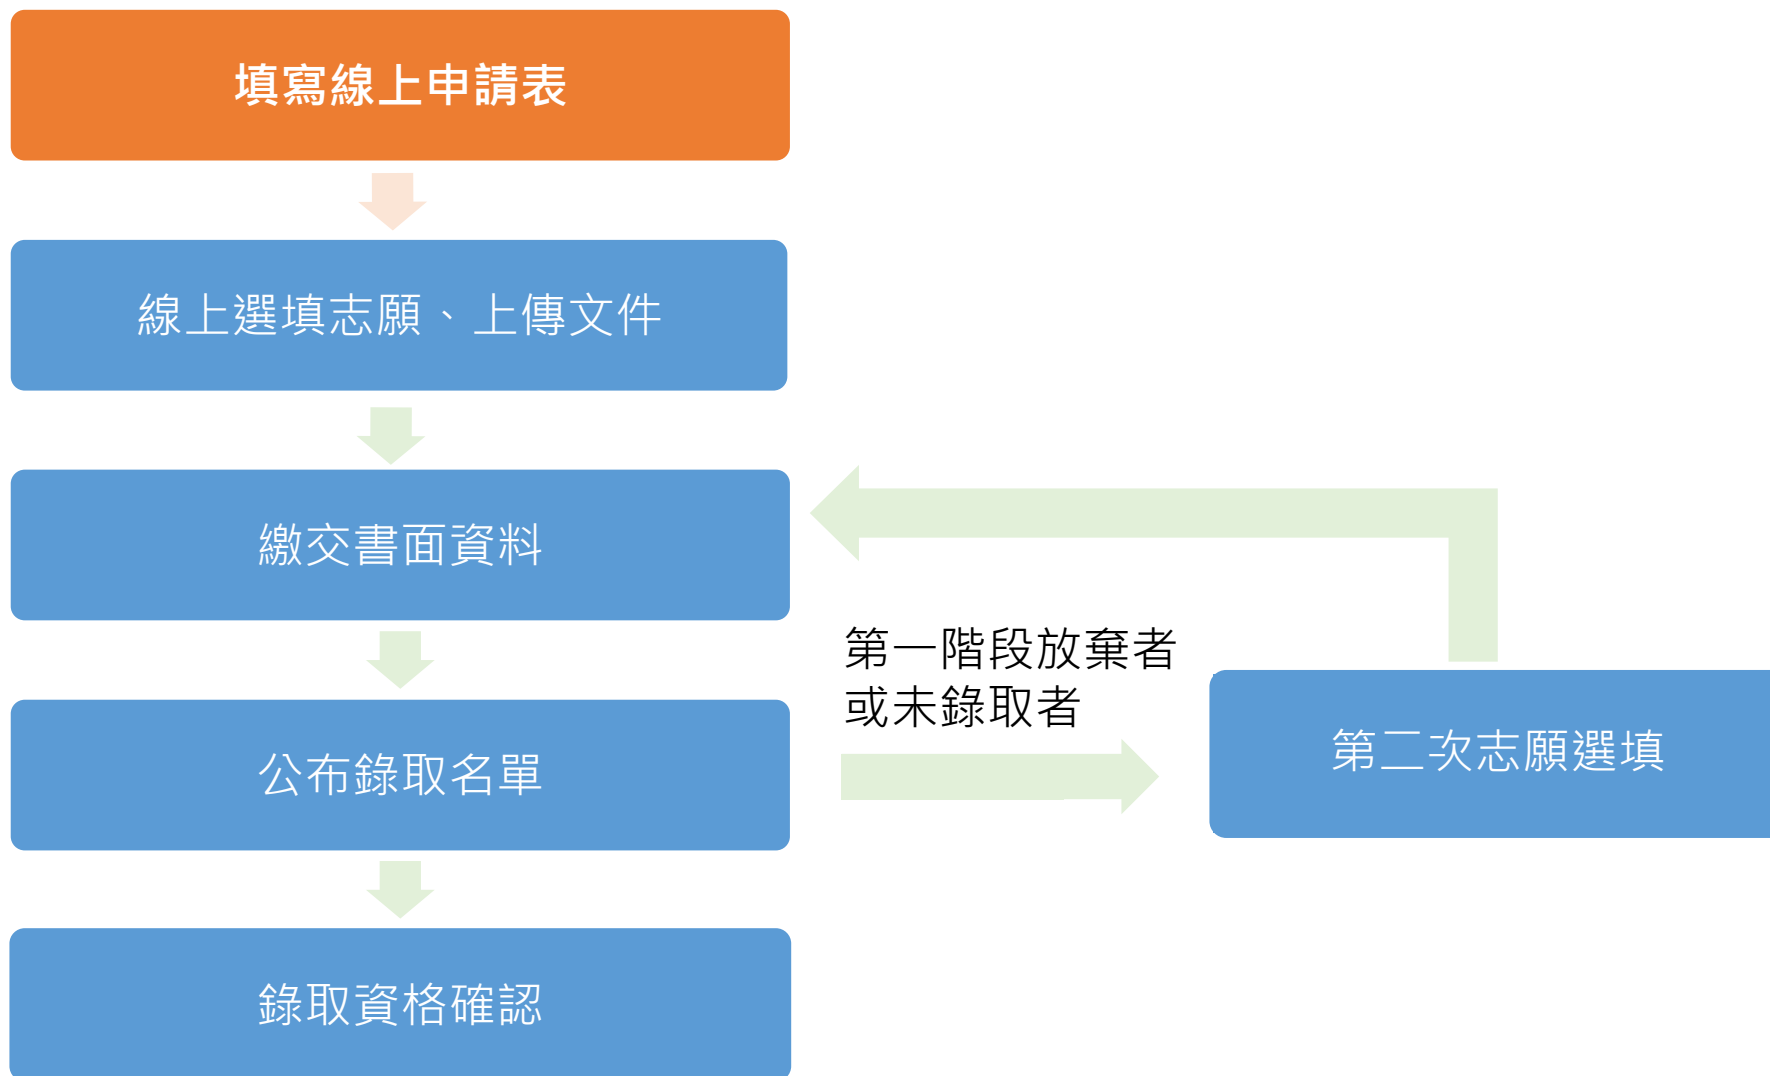 填寫線上申請表
線上選填志願、上傳文件
繳交書面資料
第一階段放棄者
或未錄取者
公布錄取名單
第二次志願選填
錄取資格確認